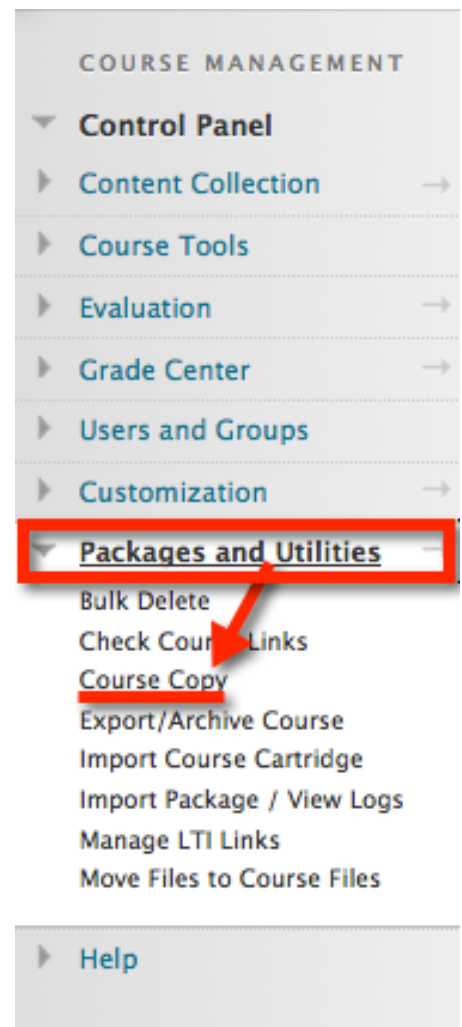 COURSE MANAGEMENT
Control Panel
Content Collection
Course Tools
Evaluation
Grade Center
Users and Groups
Customization
Packages and Utilities
Bulk Delete
Check Course Links
Course Copy
Export/Archive Course
Import Course Cartridge
Import Package / View Logs
Manage LTI Links
Move Files to Course Files
Help